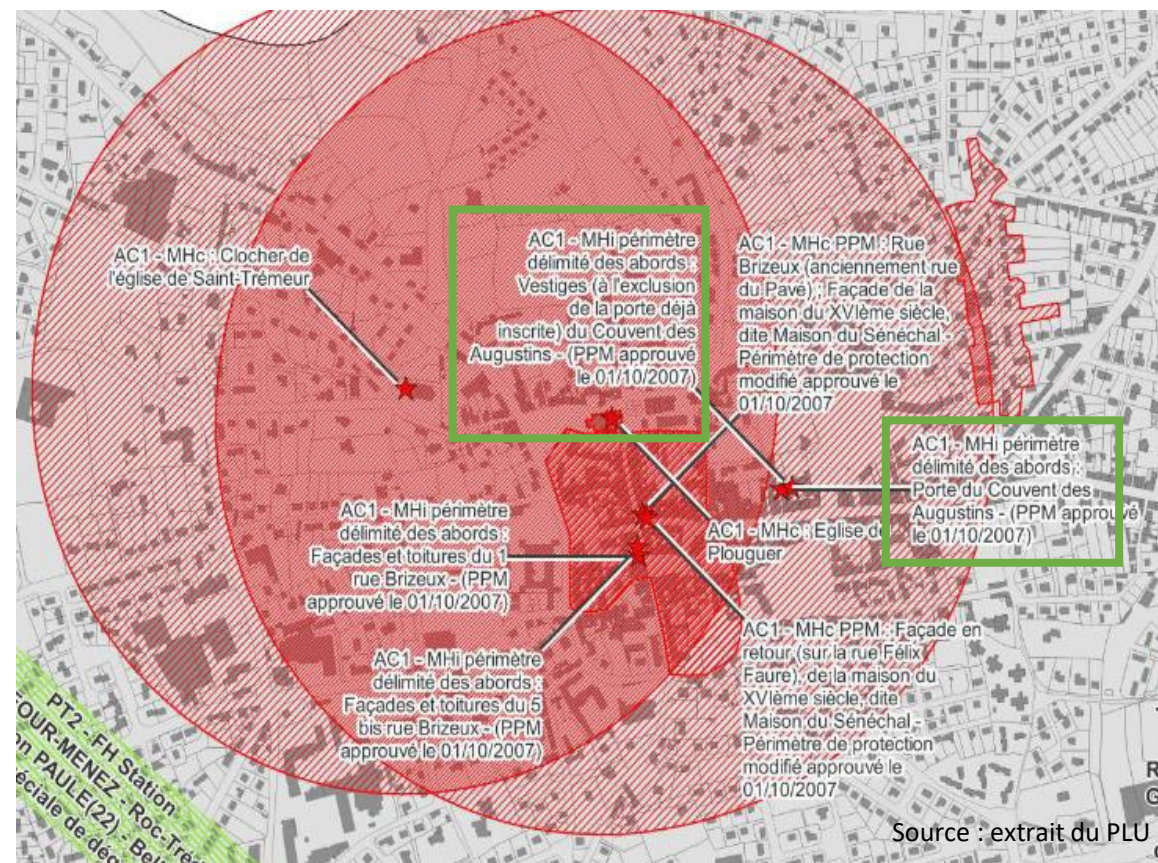 AC1 - MHc : Clocher de
l'église de Saint-Trémeur
AC1 - MHi périmètre
délimité des abords :
Vestiges (à l'exclusion
de la porte déjà
inscrite) du Couvent des
Augustins - (PPM approuvé
le 01/10/2007)
AC1 - MHc PPM : Rue
Brizeux (anciennement rue
du Pavé) ; Façade de la
maison du XVIème siècle,
dite Maison du Sénéchal -
Périmètre de protection
modifié approuvé le
01/10/2007
AC1 - MHi périmètre
délimité des abords :
Porte du Couvent des
Augustins - (PPM approuvé
le 01/10/2007)
AC1 - MHi périmètre
délimité des abords :
Façades et toitures du 1
rue Brizeux - (PPM
approuvé le 01/10/2007)
AC1 - MHc : Eglise de
Plouguer
AC1 - MHi périmètre
délimité des abords :
Façades et toitures du 5
bis rue Brizeux - (PPM
approuvé le 01/10/2007)
AC1 - MHc PPM : Façade en
retour (sur la rue Félix
Faure), de la maison du
XVIème siècle, dite
Maison du Sénéchal -
Périmètre de protection
modifié approuvé le
01/10/2007
PT2 - FH Station
FOUR-MENEZ - Roc-Tré
on PAULE(22) - Bel
éciale de dég
R
G
Source : extrait du PLU